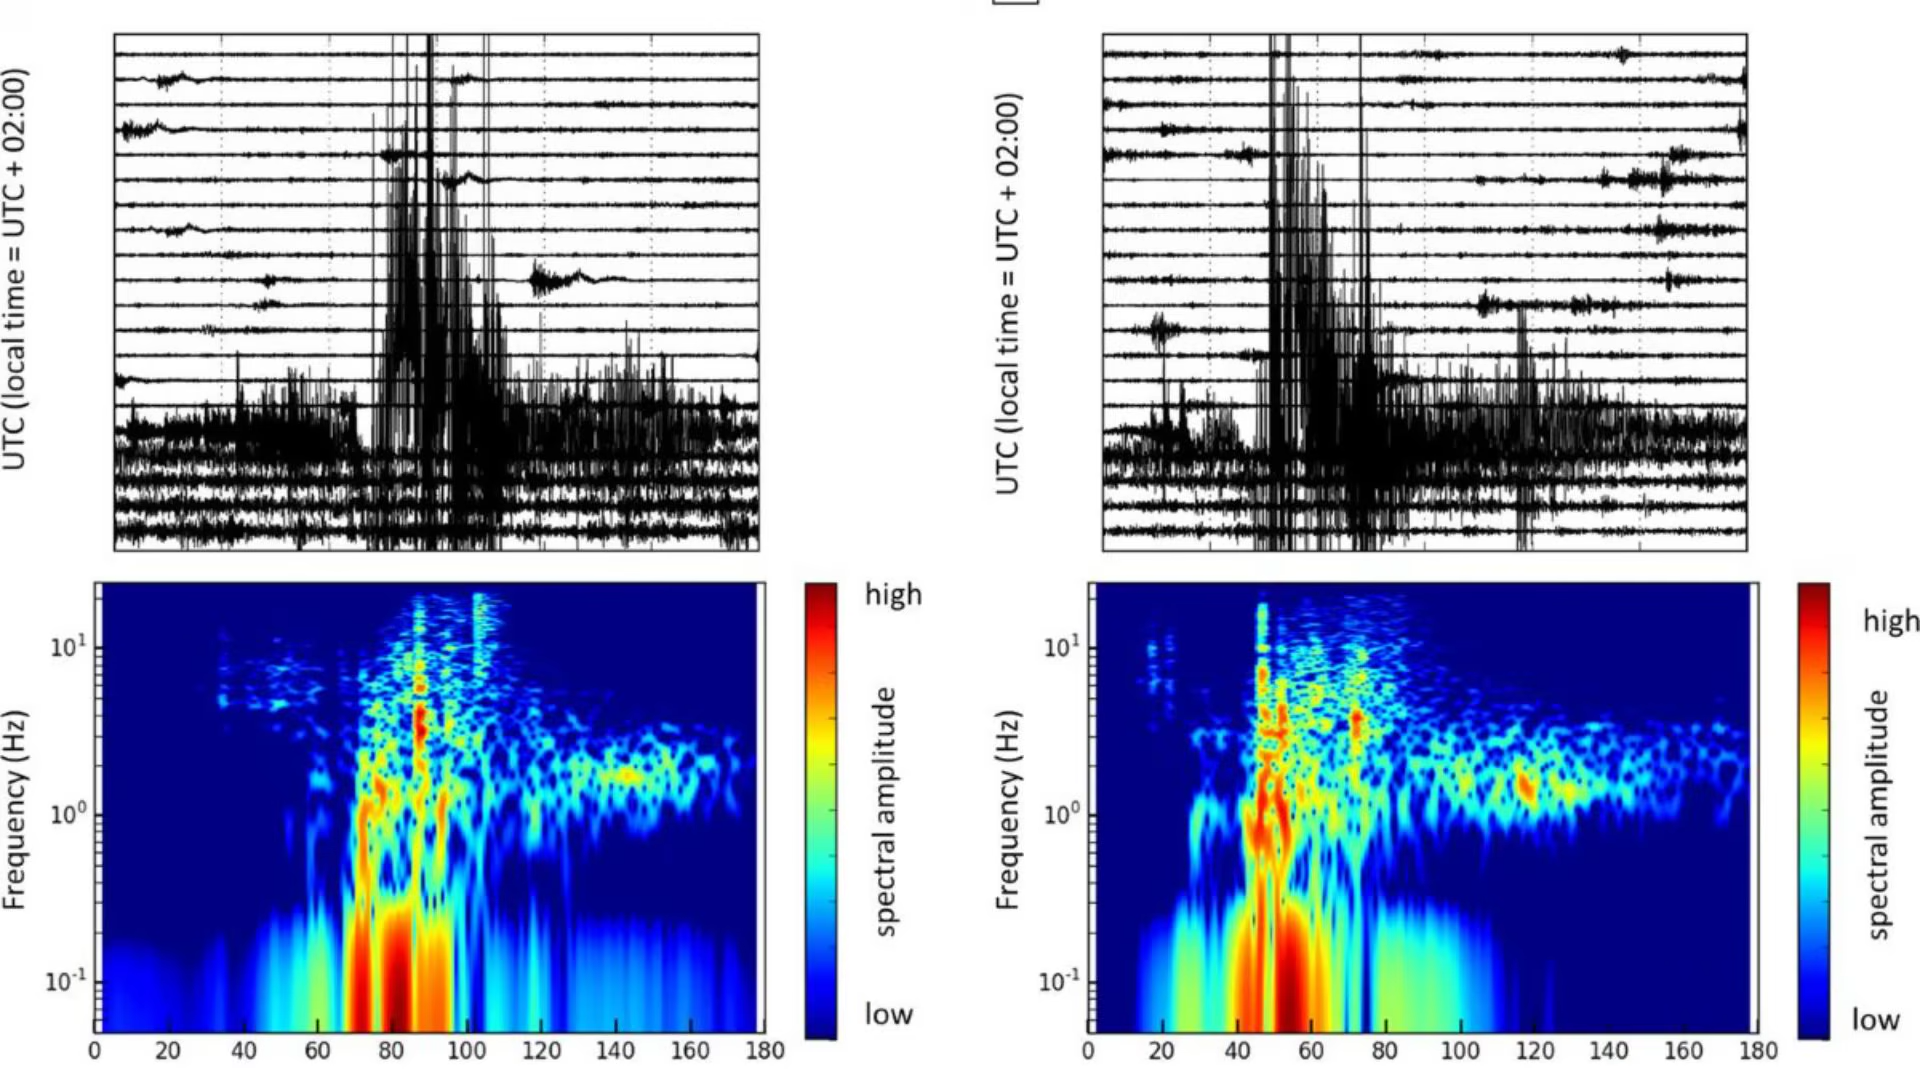 UTC (local time = UTC + 02:00)
UTC (local time = UTC + 02:00)
Frequency (Hz)
10¹
10⁰
10⁻¹
0 20 40 60 80 100 120 140 160 180
high
spectral amplitude
low
Frequency (Hz)
10¹
10⁰
10⁻¹
0 20 40 60 80 100 120 140 160 180
high
spectral amplitude
low